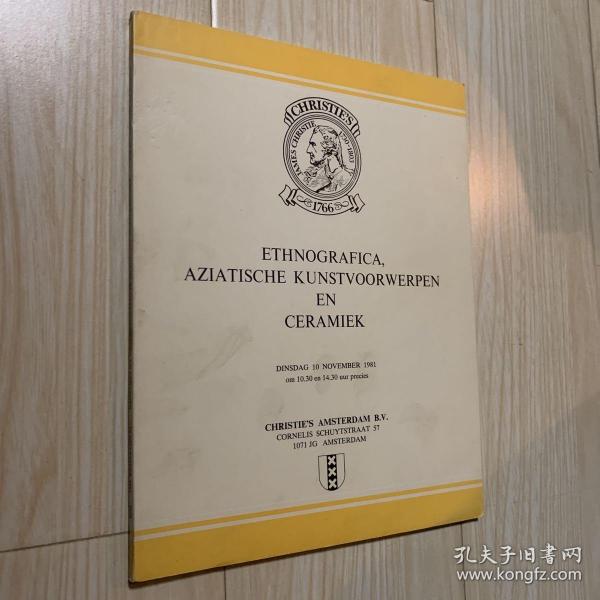 CHRISTIE'S
JAMES CHRISTIE 1730-1803
1766
ETHNOGRAFICA,
AZIATISCHE KUNSTVOORWERPEN
EN
CERAMIEK
DINSDAG 10 NOVEMBER 1981
om 10.30 en 14.30 uur precies
CHRISTIE'S AMSTERDAM B.V.
CORNELIS SCHUYTSTRAAT 57
1071 JG AMSTERDAM
孔夫子旧书网
www.kongfz.com